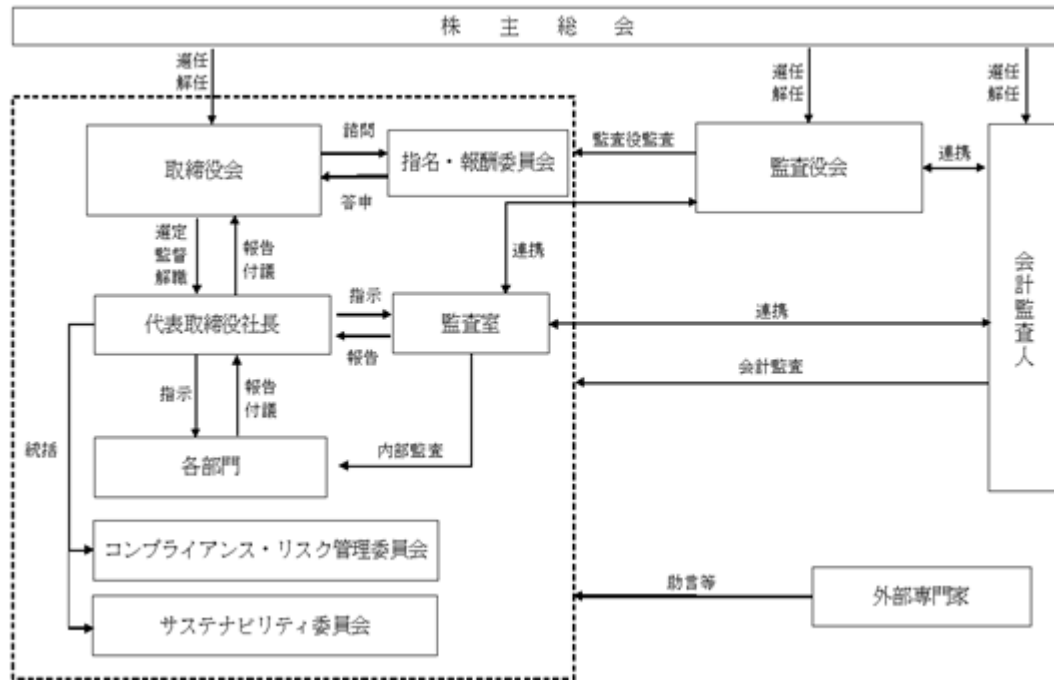 株 主 総 会
選任
解任
選任
解任
選任
解任
取締役会
諮問
答申
指名・報酬委員会
監査役監査
監査役会
連携
会計監査人
選定
監督
解職
報告
付議
連携
代表取締役社長
指示
報告
監査室
連携
会計監査
指示
報告
付議
統括
各部門
内部監査
コンプライアンス・リスク管理委員会
サステナビリティ委員会
助言等
外部専門家